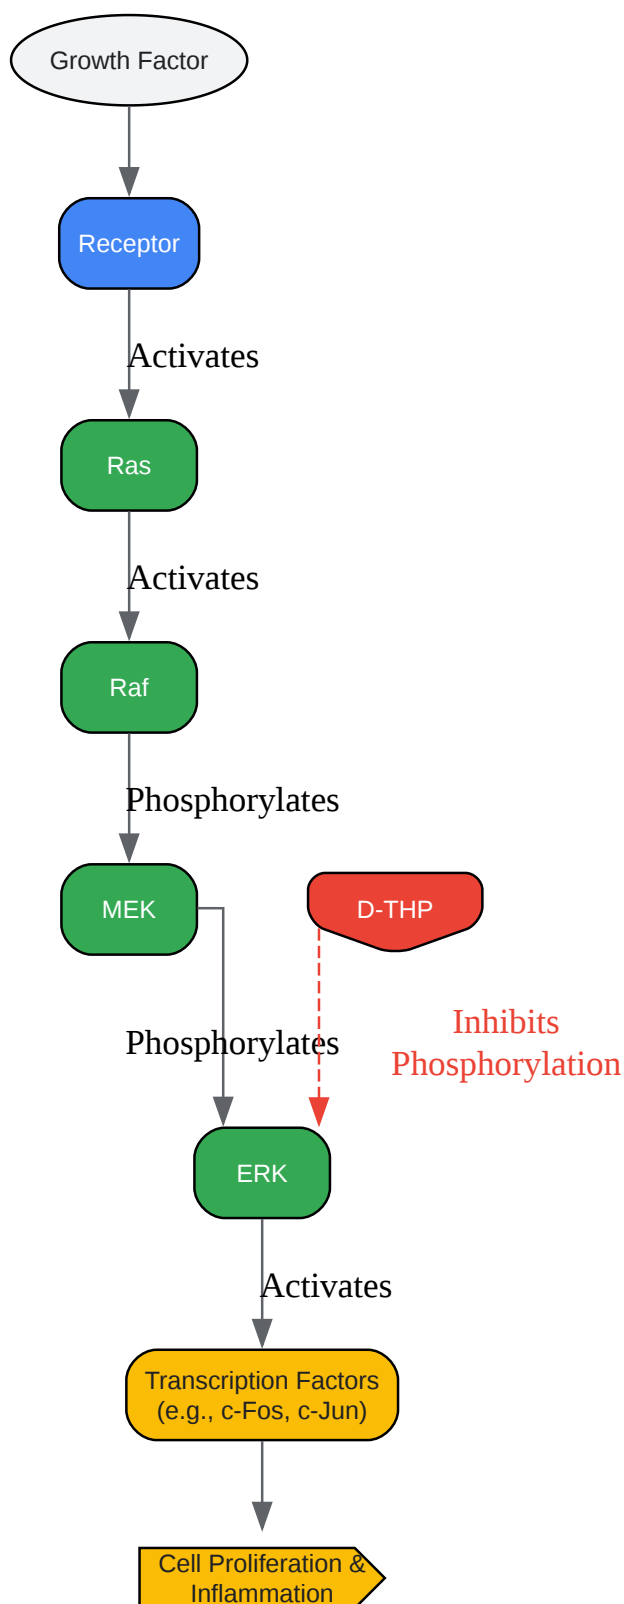 Growth Factor
Receptor
Activates
Ras
Activates
Raf
Phosphorylates
MEK
D-THP
Inhibits
Phosphorylation
Phosphorylates
ERK
Activates
Transcription Factors
(e.g., c-Fos, c-Jun)
Cell Proliferation &
Inflammation